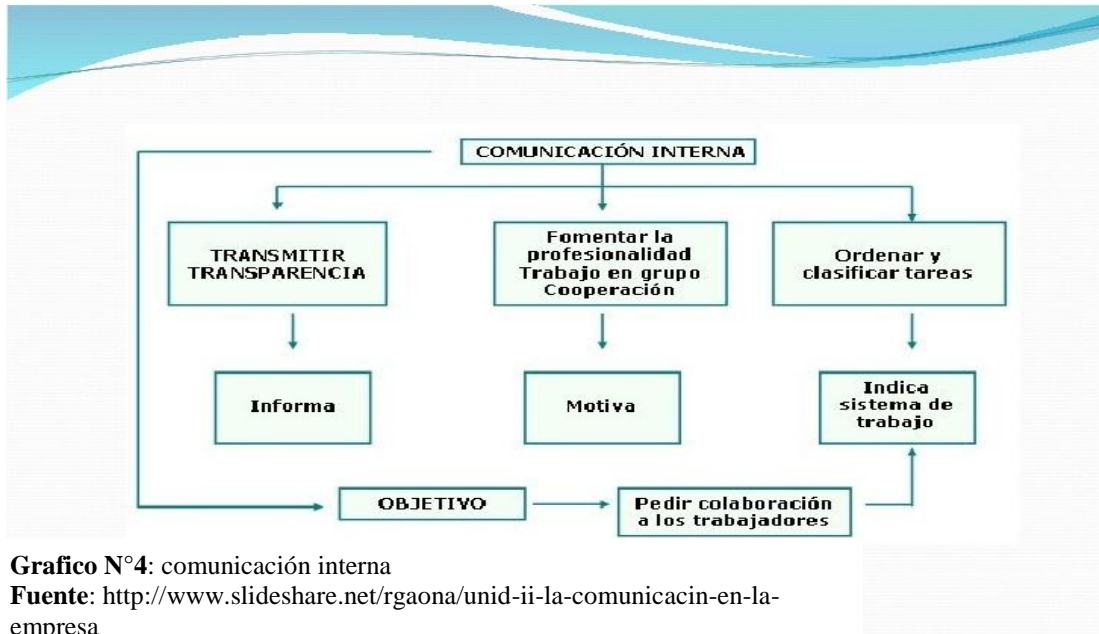 COMUNICACIÓN INTERNA
TRANSMITIR
TRANSPARENCIA
Fomentar la
profesionalidad
Trabajo en grupo
Cooperación
Ordenar y
clasificar tareas
Informa
Motiva
Indica
sistema de
trabajo
OBJETIVO
Pedir colaboración
a los trabajadores
Grafico N°4: comunicación interna
Fuente: http://www.slideshare.net/rgaona/unid-ii-la-comunicacin-en-la-
empresa